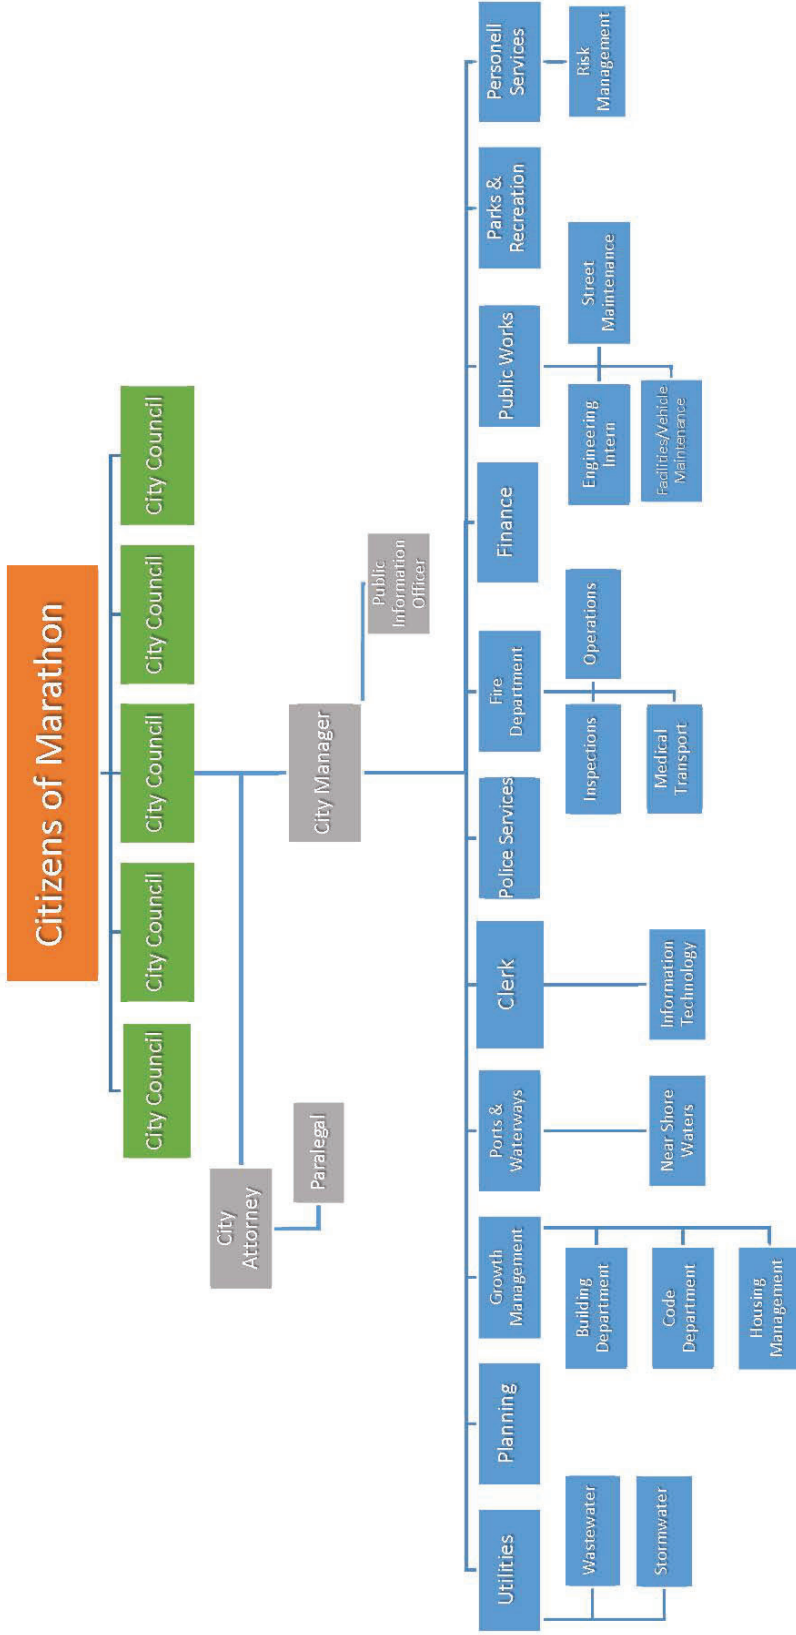 Citizens of Marathon
City Council
City Council
City Council
City Council
City Council
City
Attorney
Paralegal
City Manager
Public
Information
Officer
Utilities
Planning
Growth
Management
Ports &
Waterways
Clerk
Police Services
Fire
Department
Finance
Public Works
Parks &
Recreation
Personell
Services
Wastewater
Stormwater
Building
Department
Code
Department
Housing
Management
Near Shore
Waters
Information
Technology
Inspections
Operations
Medical
Transport
Engineering
Intern
Street
Maintenance
Facilities/Vehicle
Maintenance
Risk
Management